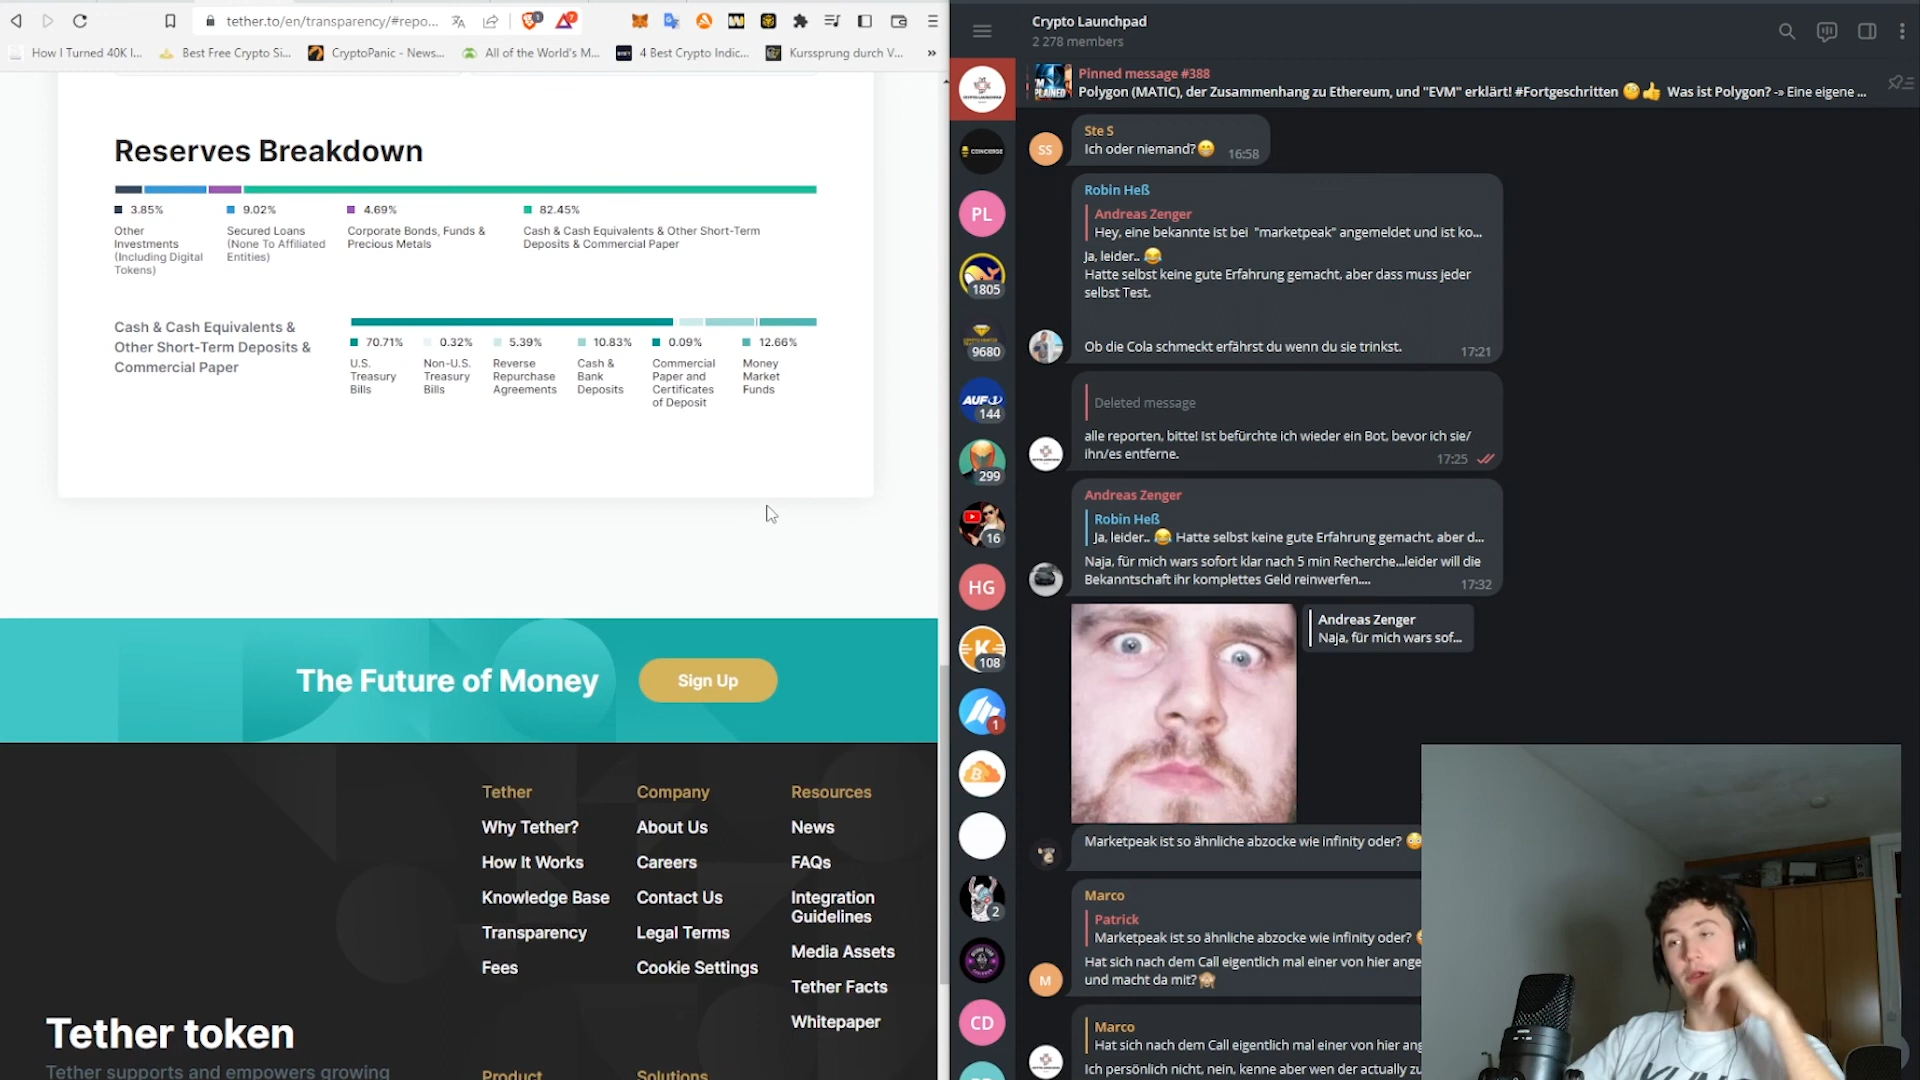 tether.to/en/transparency/#repo...
How I Turned 40K I...
Best Free Crypto Si...
CryptoPanic - News...
All of the World's M...
4 Best Crypto Indic...
Kurssprung durch V...
»
Reserves Breakdown
3.85%
Other
Investments
(Including Digital
Tokens)
9.02%
Secured Loans
(None To Affiliated
Entities)
4.69%
Corporate Bonds, Funds &
Precious Metals
82.45%
Cash & Cash Equivalents & Other Short-Term
Deposits & Commercial Paper
Cash & Cash Equivalents &
Other Short-Term Deposits &
Commercial Paper
70.71%
U.S.
Treasury
Bills
0.32%
Non-U.S.
Treasury
Bills
5.39%
Reverse
Repurchase
Agreements
10.83%
Cash &
Bank
Deposits
0.09%
Commercial
Paper and
Certificates
of Deposit
12.66%
Money
Market
Funds
The Future of Money
Sign Up
Tether
Why Tether?
How It Works
Knowledge Base
Transparency
Fees
Company
About Us
Careers
Contact Us
Legal Terms
Cookie Settings
Resources
News
FAQs
Integration
Guidelines
Media Assets
Tether Facts
Whitepaper
Tether token
Tether supports and empowers growing
Product
Solutions
CONCIERGE
PL
1805
9680
AUF
144
299
16
HG
K
108
1
2
CD
Crypto Launchpad
2 278 members
Pinned message #388
Polygon (MATIC), der Zusammenhang zu Ethereum, und "EVM" erklärt! #Fortgeschritten 🧐👍 Was ist Polygon? -» Eine eigene ...
SS
Ste S
Ich oder niemand?😁
16:58
Robin Heß
Andreas Zenger
Hey, eine bekannte ist bei "marketpeak" angemeldet und ist ko...
Ja, leider.. 😂
Hatte selbst keine gute Erfahrung gemacht, aber dass muss jeder
selbst Test.
Ob die Cola schmeckt erfährst du wenn du sie trinkst.
17:21
Deleted message
alle reporten, bitte! Ist befürchte ich wieder ein Bot, bevor ich sie/
ihn/es entferne.
17:25
Andreas Zenger
Robin Heß
Ja, leider.. 😂 Hatte selbst keine gute Erfahrung gemacht, aber d...
Naja, für mich wars sofort klar nach 5 min Recherche...leider will die
Bekanntschaft ihr komplettes Geld reinwerfen....
17:32
Andreas Zenger
Naja, für mich wars sof...
Marketpeak ist so ähnliche abzocke wie infinity oder? 😳
Marco
Patrick
Marketpeak ist so ähnliche abzocke wie infinity oder?
Hat sich nach dem Call eigentlich mal einer von hier ange
und macht da mit?🙈
M
Marco
Hat sich nach dem Call eigentlich mal einer von hier ang
Ich persönlich nicht, nein, kenne aber wen der actually zu